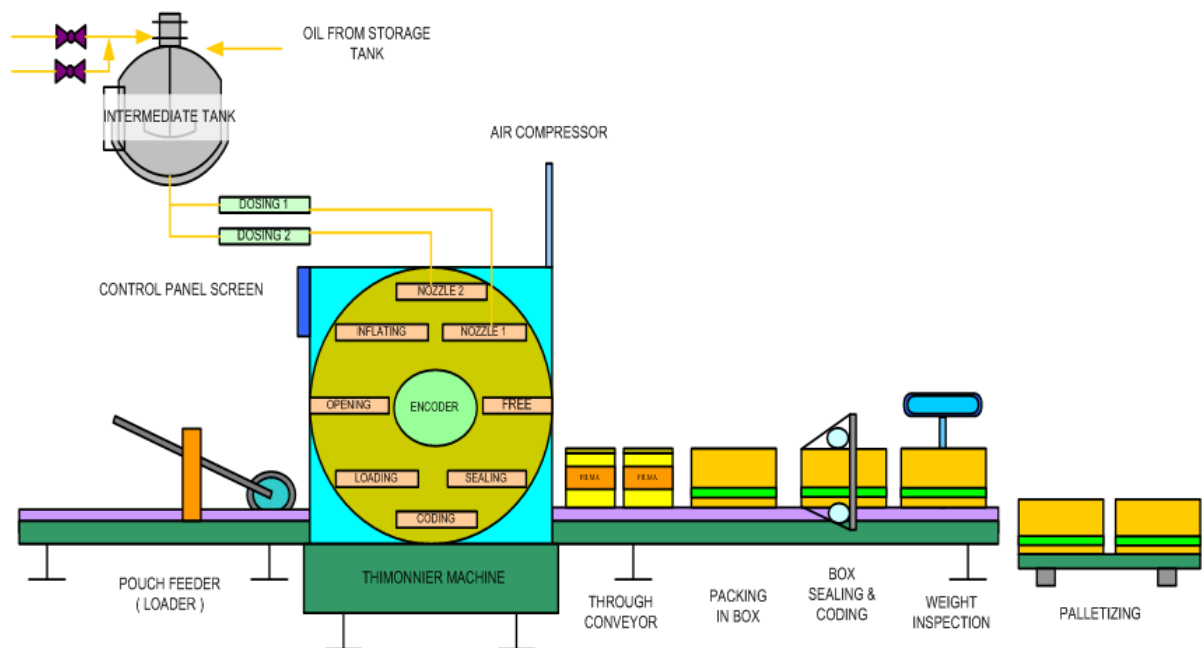 OIL FROM STORAGE
TANK
INTERMEDIATE TANK
AIR COMPRESSOR
DOSING 1
DOSING 2
CONTROL PANEL SCREEN
NOZZLE 2
INFLATING
NOZZLE 1
OPENING
ENCODER
FREE
LOADING
SEALING
CODING
FILMA
FILMA
THIMONNIER MACHINE
POUCH FEEDER
( LOADER )
THROUGH
CONVEYOR
PACKING
IN BOX
BOX
SEALING &
CODING
WEIGHT
INSPECTION
PALLETIZING